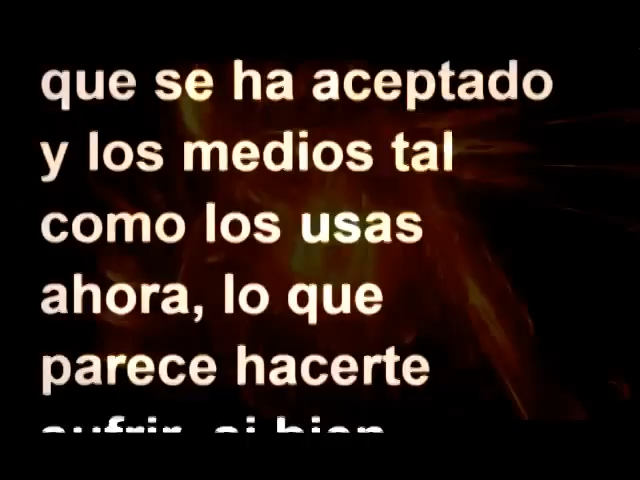 que se ha aceptado
y los medios tal
como los usas
ahora, lo que
parece hacerte
sufrir, si bien